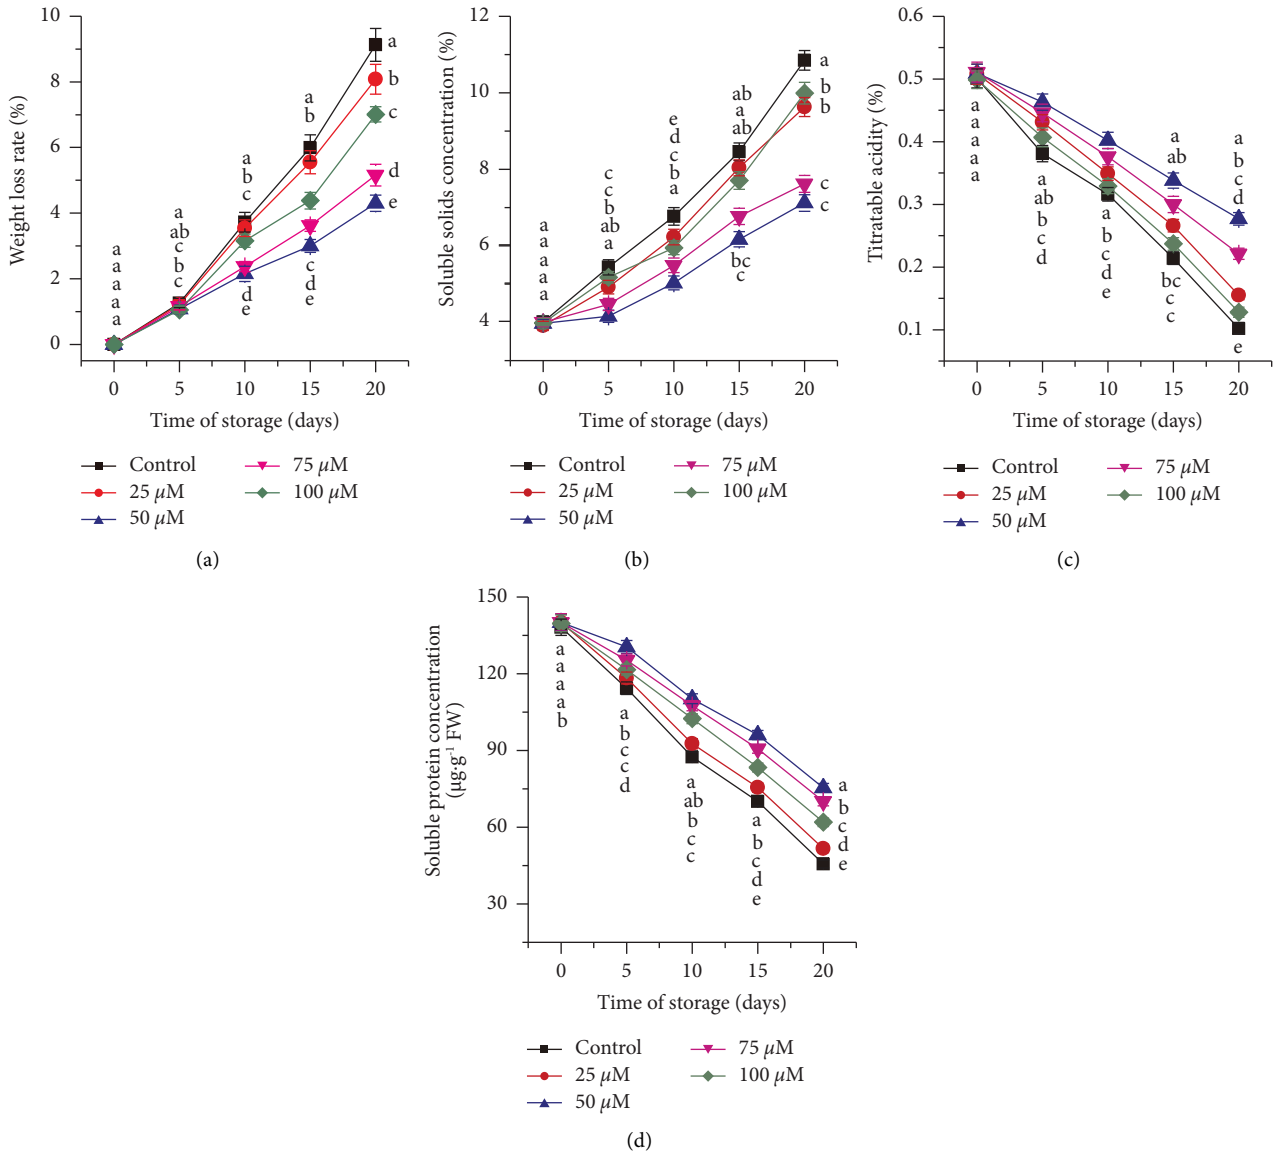 Weight loss rate (%)
10
8
6
4
2
0
a
a
a
a
a
a
ab
c
b
c
a
b
c
d
e
a
b
c
d
e
a
b
c
d
e
0 5 10 15 20
Time of storage (days)
Control
25 μM
50 μM
75 μM
100 μM
(a)
Soluble solids concentration (%)
12
10
8
6
4
a
a
a
a
a
c
c
b
ab
a
e
d
c
b
a
ab
a
ab
bc
c
a
b
b
c
c
0 5 10 15 20
Time of storage (days)
Control
25 μM
50 μM
75 μM
100 μM
(b)
Titratable acidity (%)
0.6
0.5
0.4
0.3
0.2
0.1
a
a
a
a
a
ab
b
c
d
a
b
c
d
e
a
ab
bc
c
c
a
b
c
d
e
0 5 10 15 20
Time of storage (days)
Control
25 μM
50 μM
75 μM
100 μM
(c)
Soluble protein concentration
(μg·g-1 FW)
150
120
90
60
30
a
a
a
a
b
a
b
c
c
d
a
ab
b
c
c
a
b
c
d
e
a
b
c
d
e
0 5 10 15 20
Time of storage (days)
Control
25 μM
50 μM
75 μM
100 μM
(d)